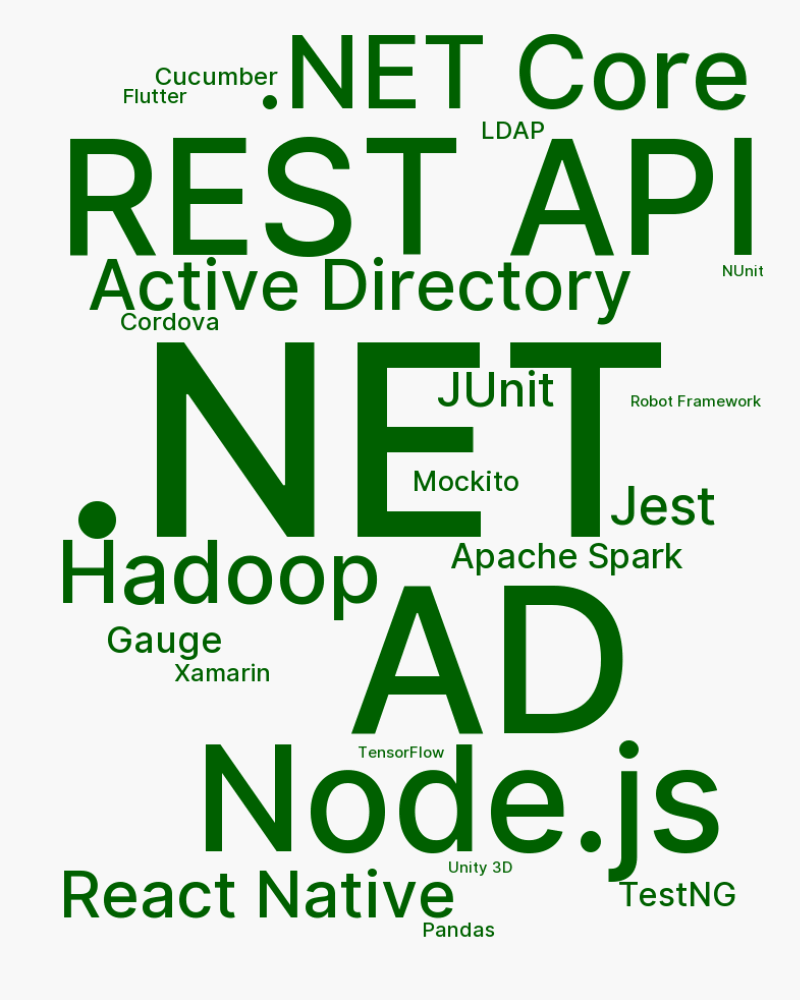 .NET Core
Cucumber
Flutter
LDAP
REST API
NUnit
Active Directory
Cordova
.NET
JUnit
Robot Framework
Mockito
Jest
Apache Spark
Hadoop
AD
Gauge
Xamarin
TensorFlow
Node.js
Unity 3D
React Native
TestNG
Pandas